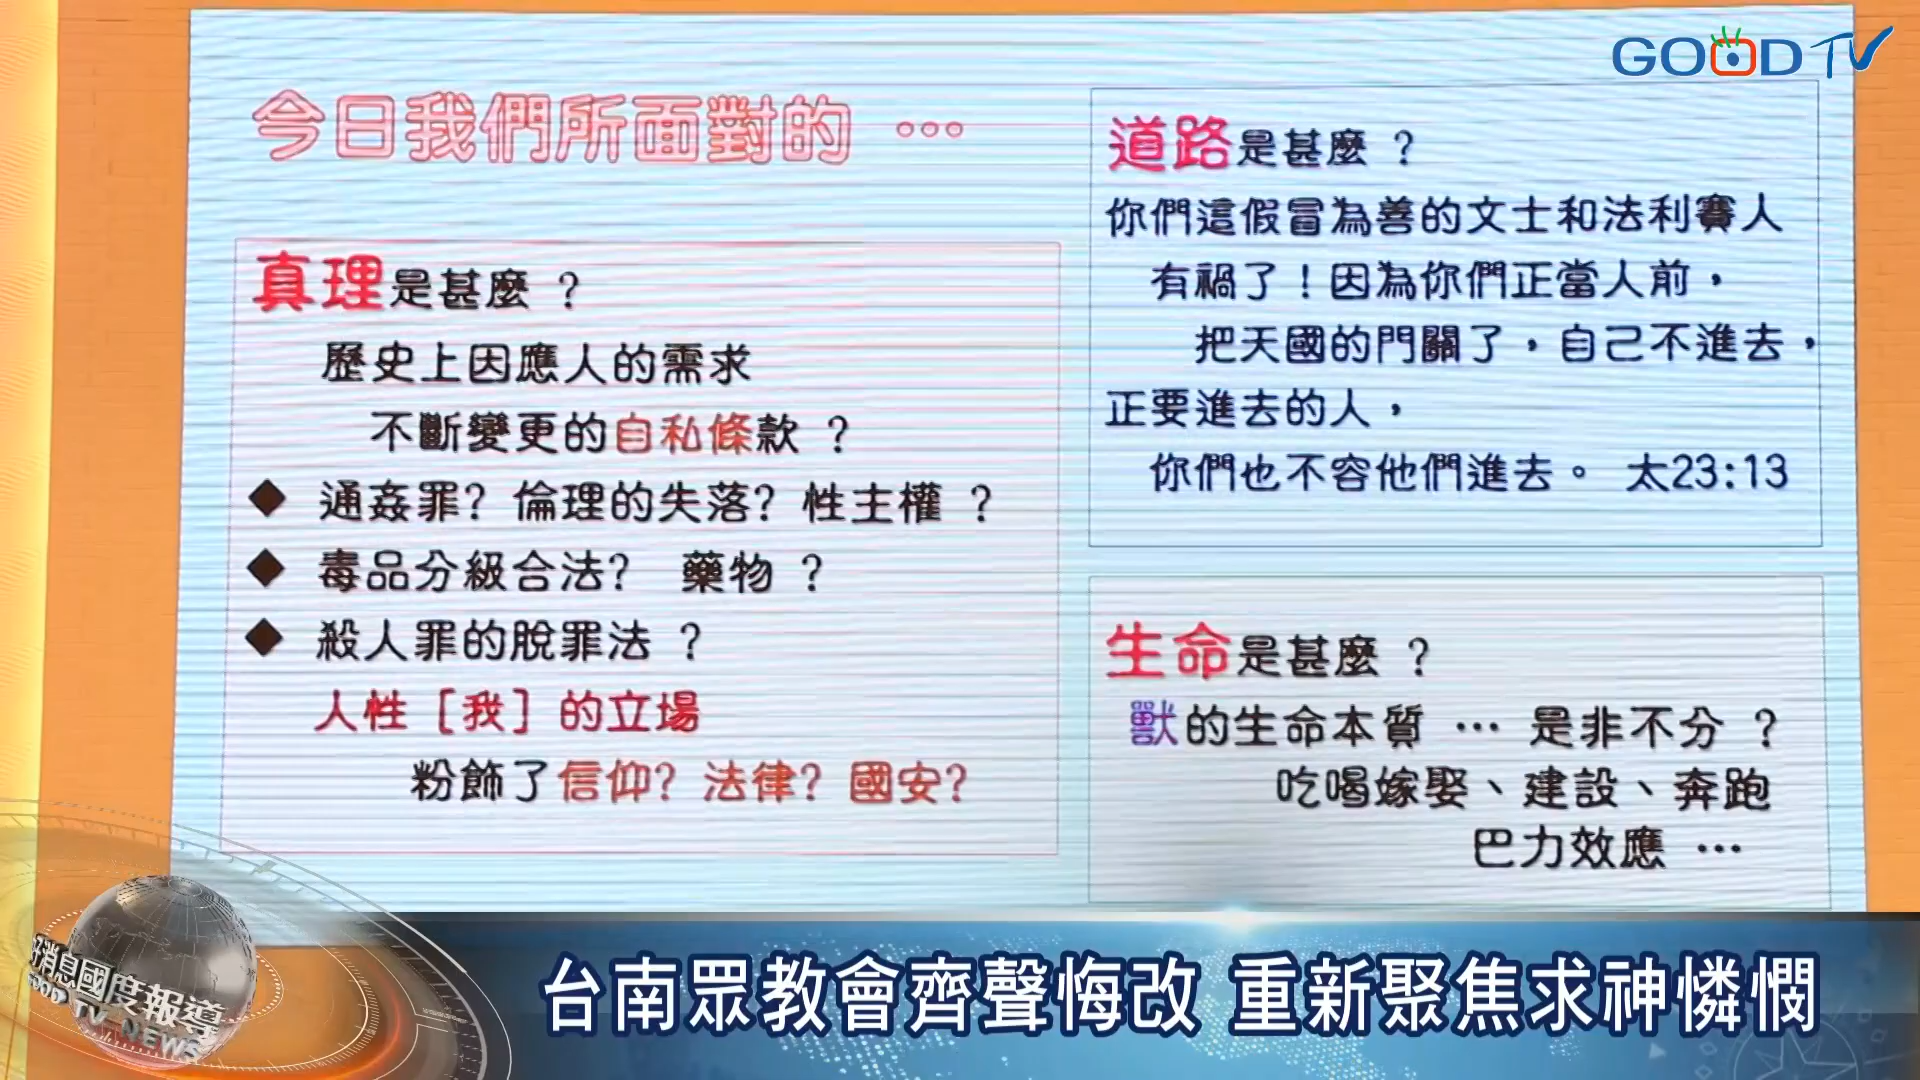 GOOD TV
今日我們所面對的 …
真理是甚麼 ?
歷史上因應人的需求
不斷變更的自私條款 ?
◆ 通姦罪? 倫理的失落? 性主權 ?
◆ 毒品分級合法? 藥物 ?
◆ 殺人罪的脫罪法 ?
人性［我］的立場
粉飾了信仰? 法律? 國安?
道路是甚麼 ?
你們這假冒為善的文士和法利賽人
有禍了！因為你們正當人前，
把天國的門關了，自己不進去，
正要進去的人，
你們也不容他們進去。 太23:13
生命是甚麼 ?
獸的生命本質 … 是非不分 ?
吃喝嫁娶、建設、奔跑
巴力效應 …
好消息國度報導
GOOD TV NEWS
台南眾教會齊聲悔改 重新聚焦求神憐憫